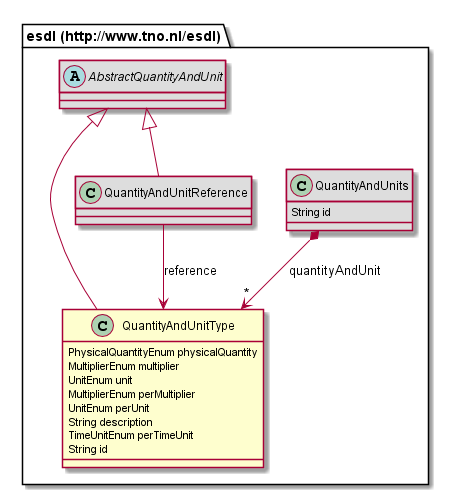 esdl (http://www.tno.nl/esdl)
A AbstractQuantityAndUnit
C QuantityAndUnitReference
C QuantityAndUnits
String id
reference
quantityAndUnit
*
C QuantityAndUnitType
PhysicalQuantityEnum physicalQuantity
MultiplierEnum multiplier
UnitEnum unit
MultiplierEnum perMultiplier
UnitEnum perUnit
String description
TimeUnitEnum perTimeUnit
String id